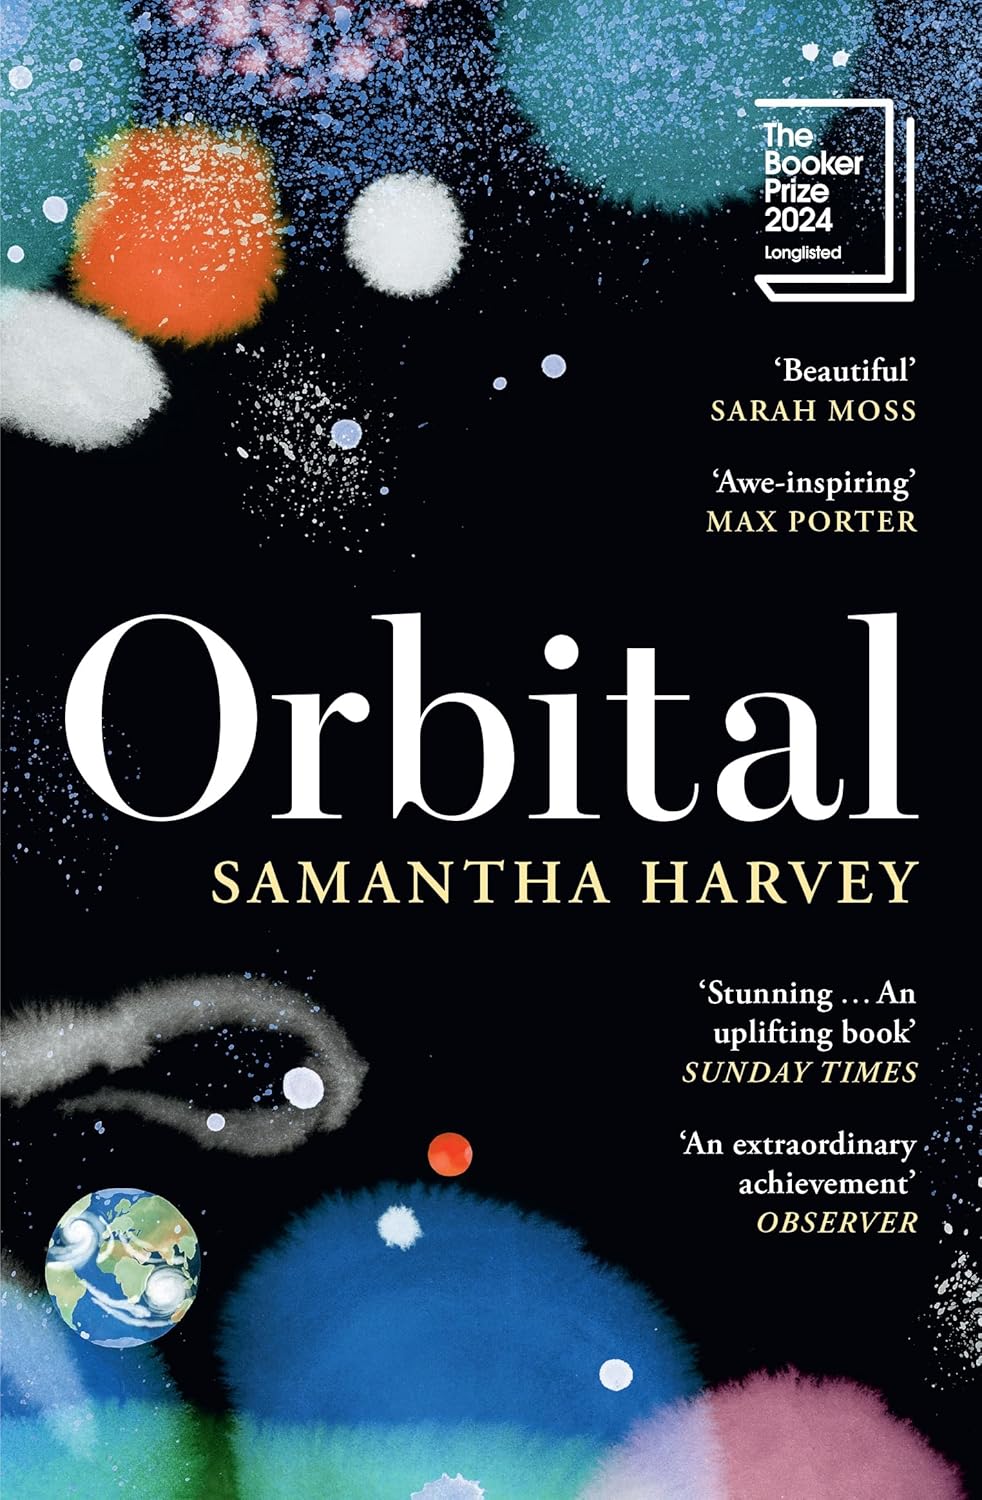 The
Booker
Prize
2024
Longlisted
‘Beautiful’
SARAH MOSS
‘Awe-inspiring’
MAX PORTER
Orbital
SAMANTHA HARVEY
‘Stunning … An
uplifting book’
SUNDAY TIMES
‘An extraordinary
achievement’
OBSERVER